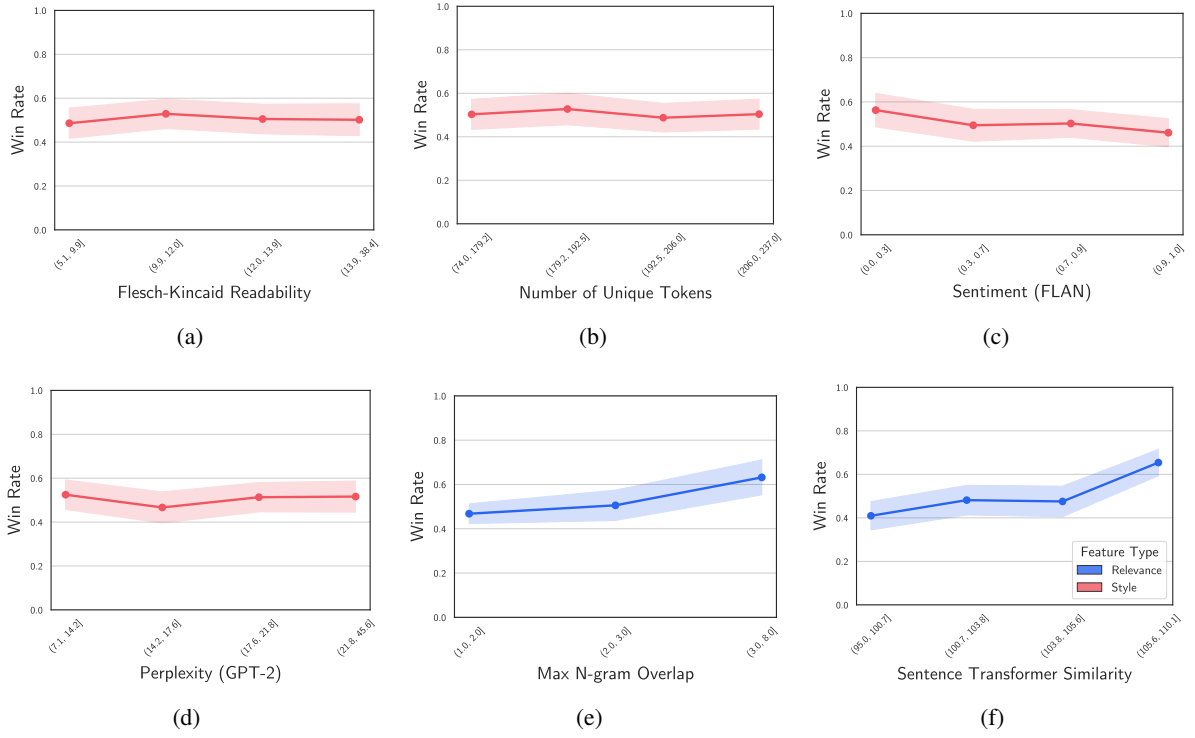 1.0
0.8
0.6
0.4
0.2
0.0
Win Rate
(5.1, 9.9]
(9.9, 12.0]
(12.0, 13.9]
(13.9, 38.4]
Flesch-Kincaid Readability
(a)
1.0
0.8
0.6
0.4
0.2
0.0
Win Rate
(74.0, 179.2]
(179.2, 192.5]
(192.5, 206.0]
(206.0, 237.0]
Number of Unique Tokens
(b)
1.0
0.8
0.6
0.4
0.2
0.0
Win Rate
(0.0, 0.3]
(0.3, 0.7]
(0.7, 0.9]
(0.9, 1.0]
Sentiment (FLAN)
(c)
1.0
0.8
0.6
0.4
0.2
0.0
Win Rate
(7.1, 14.2]
(14.2, 17.6]
(17.6, 21.8]
(21.8, 45.6]
Perplexity (GPT-2)
(d)
1.0
0.8
0.6
0.4
0.2
0.0
Win Rate
(1.0, 2.0]
(2.0, 3.0]
(3.0, 8.0]
Max N-gram Overlap
(e)
1.0
0.8
0.6
0.4
0.2
0.0
Win Rate
Feature Type
Relevance
Style
(95.0, 100.7]
(100.7, 103.8]
(103.8, 105.6]
(105.6, 110.1]
Sentence Transformer Similarity
(f)